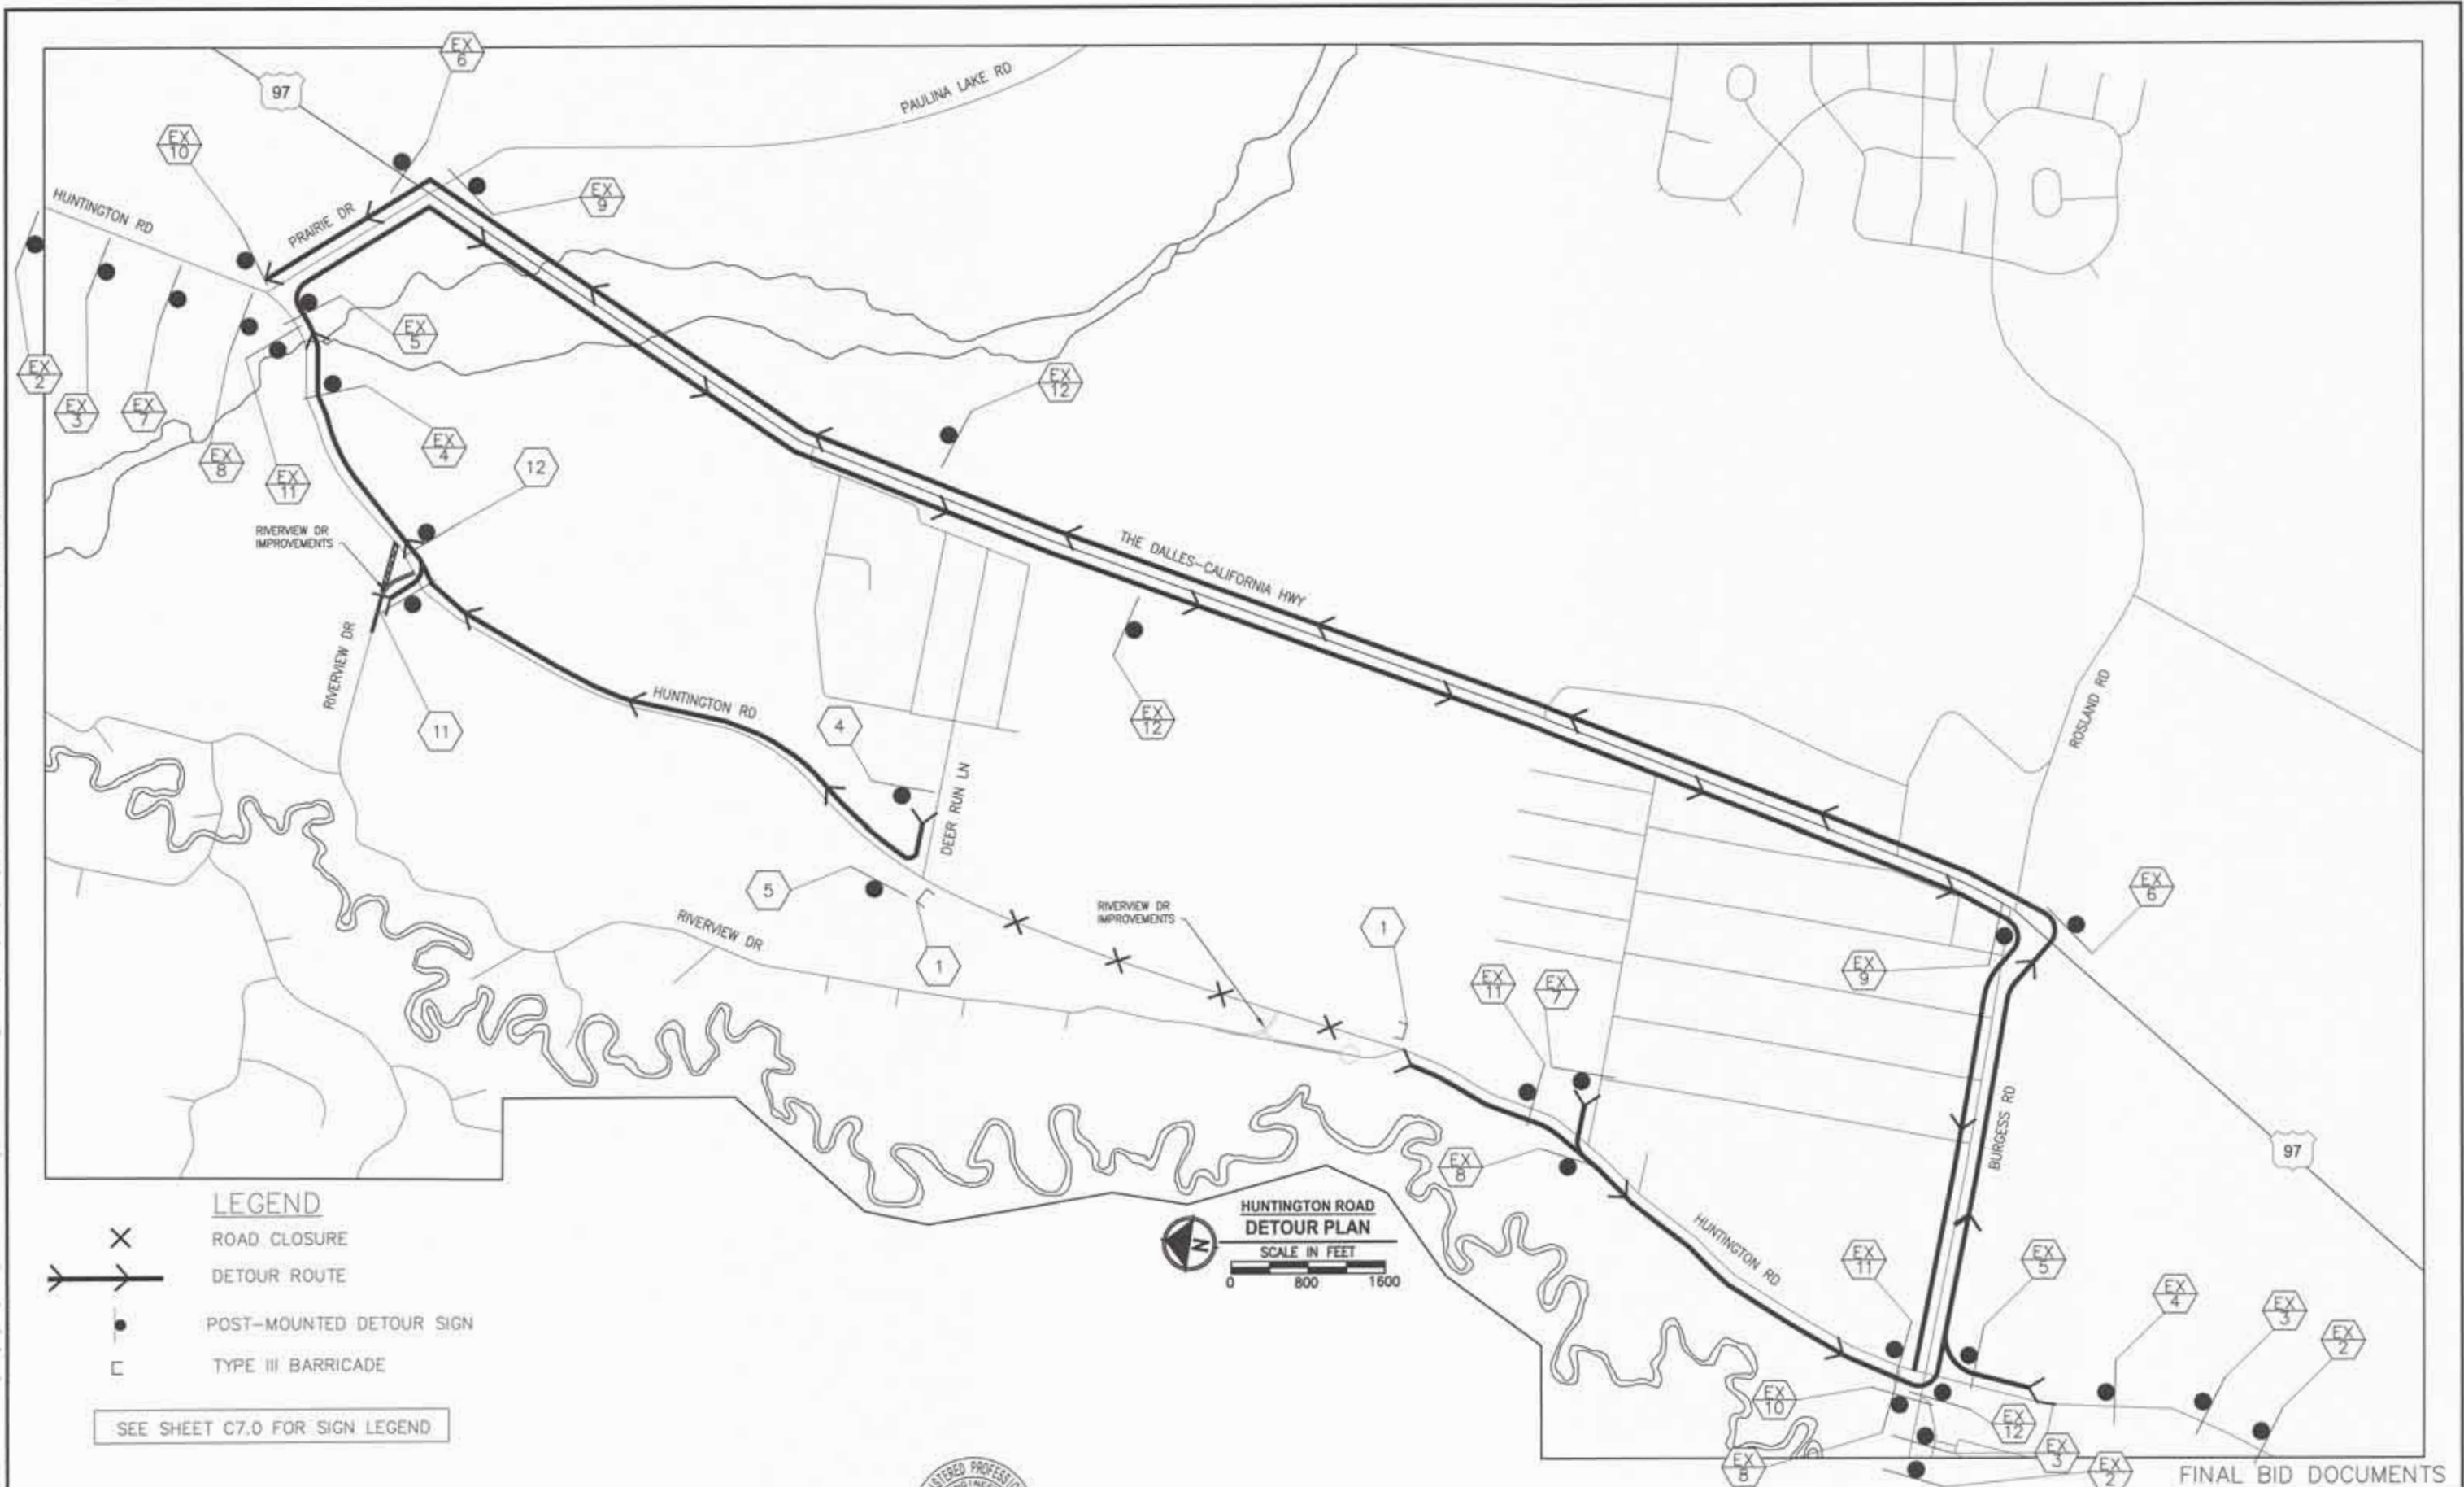 EX
6
97
PAULINA LAKE RD
EX
10
EX
9
HUNTINGTON RD
PRAIRIE DR
EX
5
EX
2
EX
3
EX
7
EX
8
EX
11
EX
4
12
EX
12
RIVERVIEW DR
IMPROVEMENTS
THE DALLES-CALIFORNIA HWY
RIVERVIEW DR
11
HUNTINGTON RD
4
EX
12
ROSLAND RD
DEER RUN LN
5
RIVERVIEW DR
1
RIVERVIEW DR
IMPROVEMENTS
1
EX
11
EX
7
EX
9
EX
6
BURGESS RD
97
EX
8
HUNTINGTON RD
EX
11
EX
5
EX
4
EX
3
EX
2
EX
10
EX
12
EX
8
EX
3
EX
2
LEGEND
ROAD CLOSURE
DETOUR ROUTE
POST-MOUNTED DETOUR SIGN
TYPE III BARRICADE
SEE SHEET C7.0 FOR SIGN LEGEND
N
HUNTINGTON ROAD
DETOUR PLAN
SCALE IN FEET
0 800 1600
FINAL BID DOCUMENTS